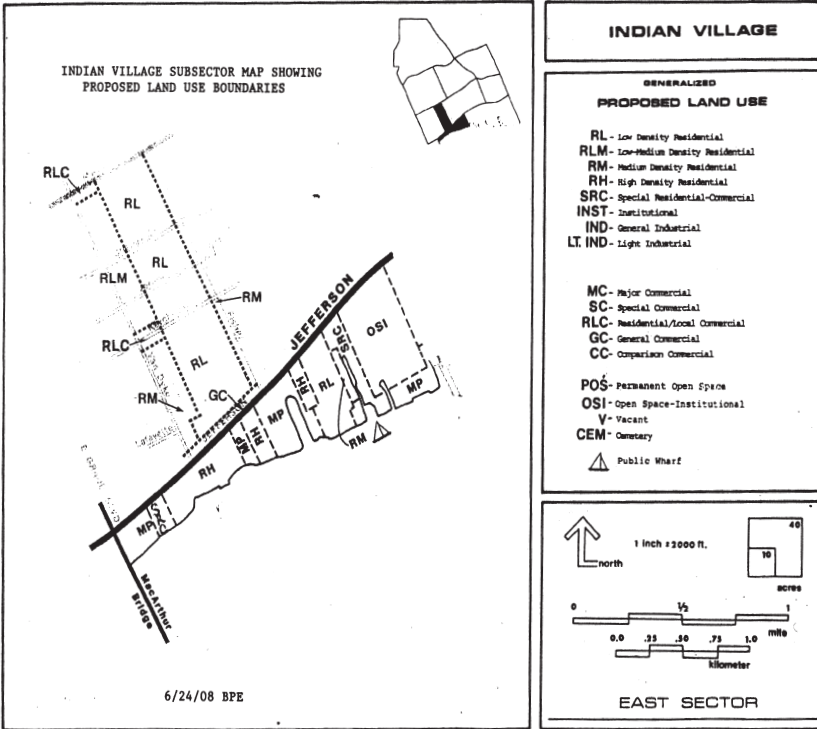 INDIAN VILLAGE SUBSECTOR MAP SHOWING
PROPOSED LAND USE BOUNDARIES
RLC
RL
RLM
RL
RM
RLC
RL
RM
GC
JEFFERSON
SRC
OSI
RH
RL
MP
MP
MP
RH
RM
RH
MP
SRC
MacArthur
Bridge
6/24/08 BPE
INDIAN VILLAGE
GENERALIZED
PROPOSED LAND USE
RL - Low Density Residential
RLM - Low-Medium Density Residential
RM - Medium Density Residential
RH - High Density Residential
SRC - Special Residential-Commercial
INST - Institutional
IND - General Industrial
LT. IND - Light Industrial
MC - Major Commercial
SC - Special Commercial
RLC - Residential/Local Commercial
GC - General Commercial
CC - Comparison Commercial
POS - Permanent Open Space
OSI - Open Space-Institutional
V - Vacant
CEM - Cemetery
Public Wharf
north
1 inch = 2000 ft.
40
10
acres
0 ½ 1
mile
0.0 .25 .50 .75 1.0
kilometer
EAST SECTOR